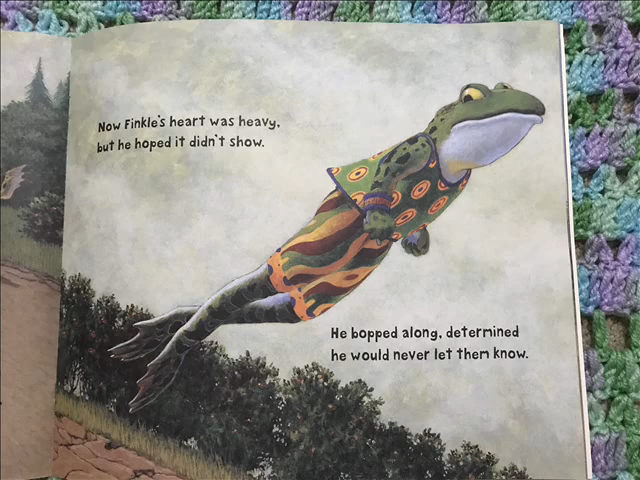 Now Finkle's heart was heavy,
but he hoped it didn't show.
He bopped along, determined
he would never let them know.